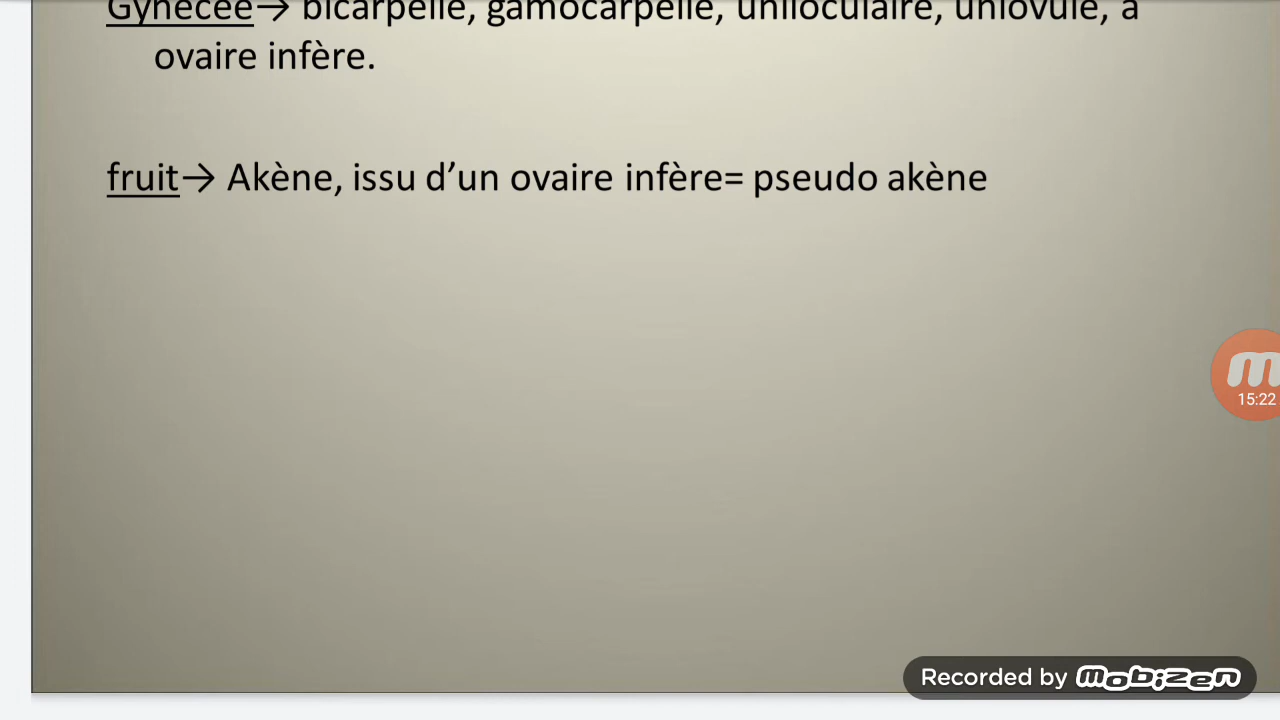 Gynécée→ bicarpellé, gamocarpellé, uniloculaire, uniovulé, à
ovaire infère.
fruit→ Akène, issu d’un ovaire infère= pseudo akène
15:22
Recorded by mobizen